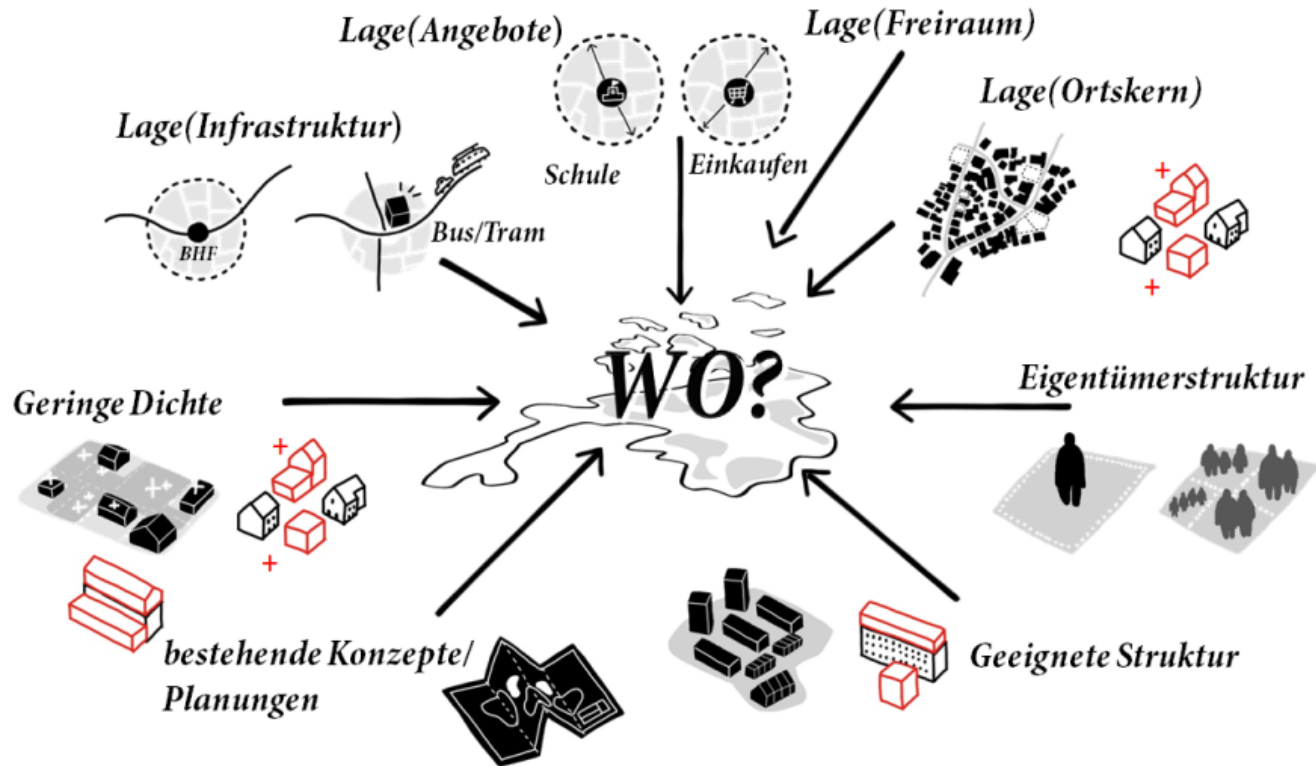 Lage(Angebote)
Lage(Freiraum)
Lage(Ortskern)
Lage(Infrastruktur)
Schule
Einkaufen
BHF
Bus/Tram
WO?
Geringe Dichte
Eigentümerstruktur
bestehende Konzepte/
Planungen
Geeignete Struktur